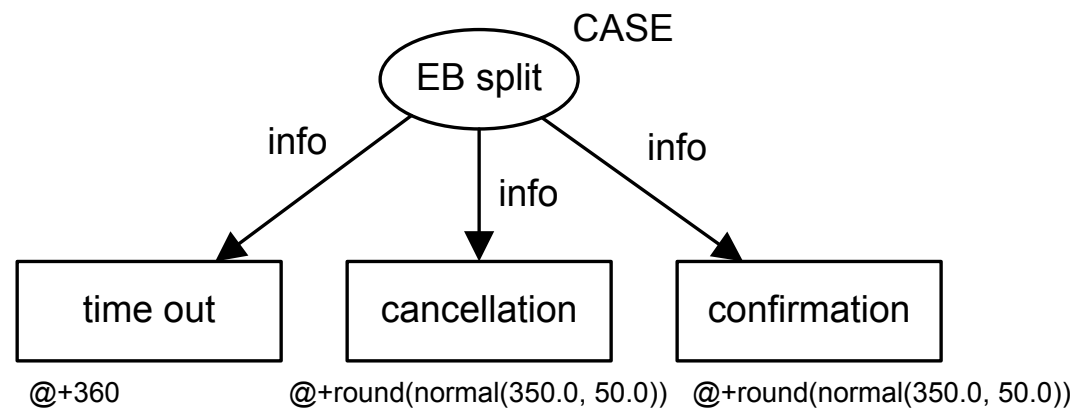 CASE
EB split
info
info
info
time out
cancellation
confirmation
@+360
@+round(normal(350.0, 50.0))
@+round(normal(350.0, 50.0))